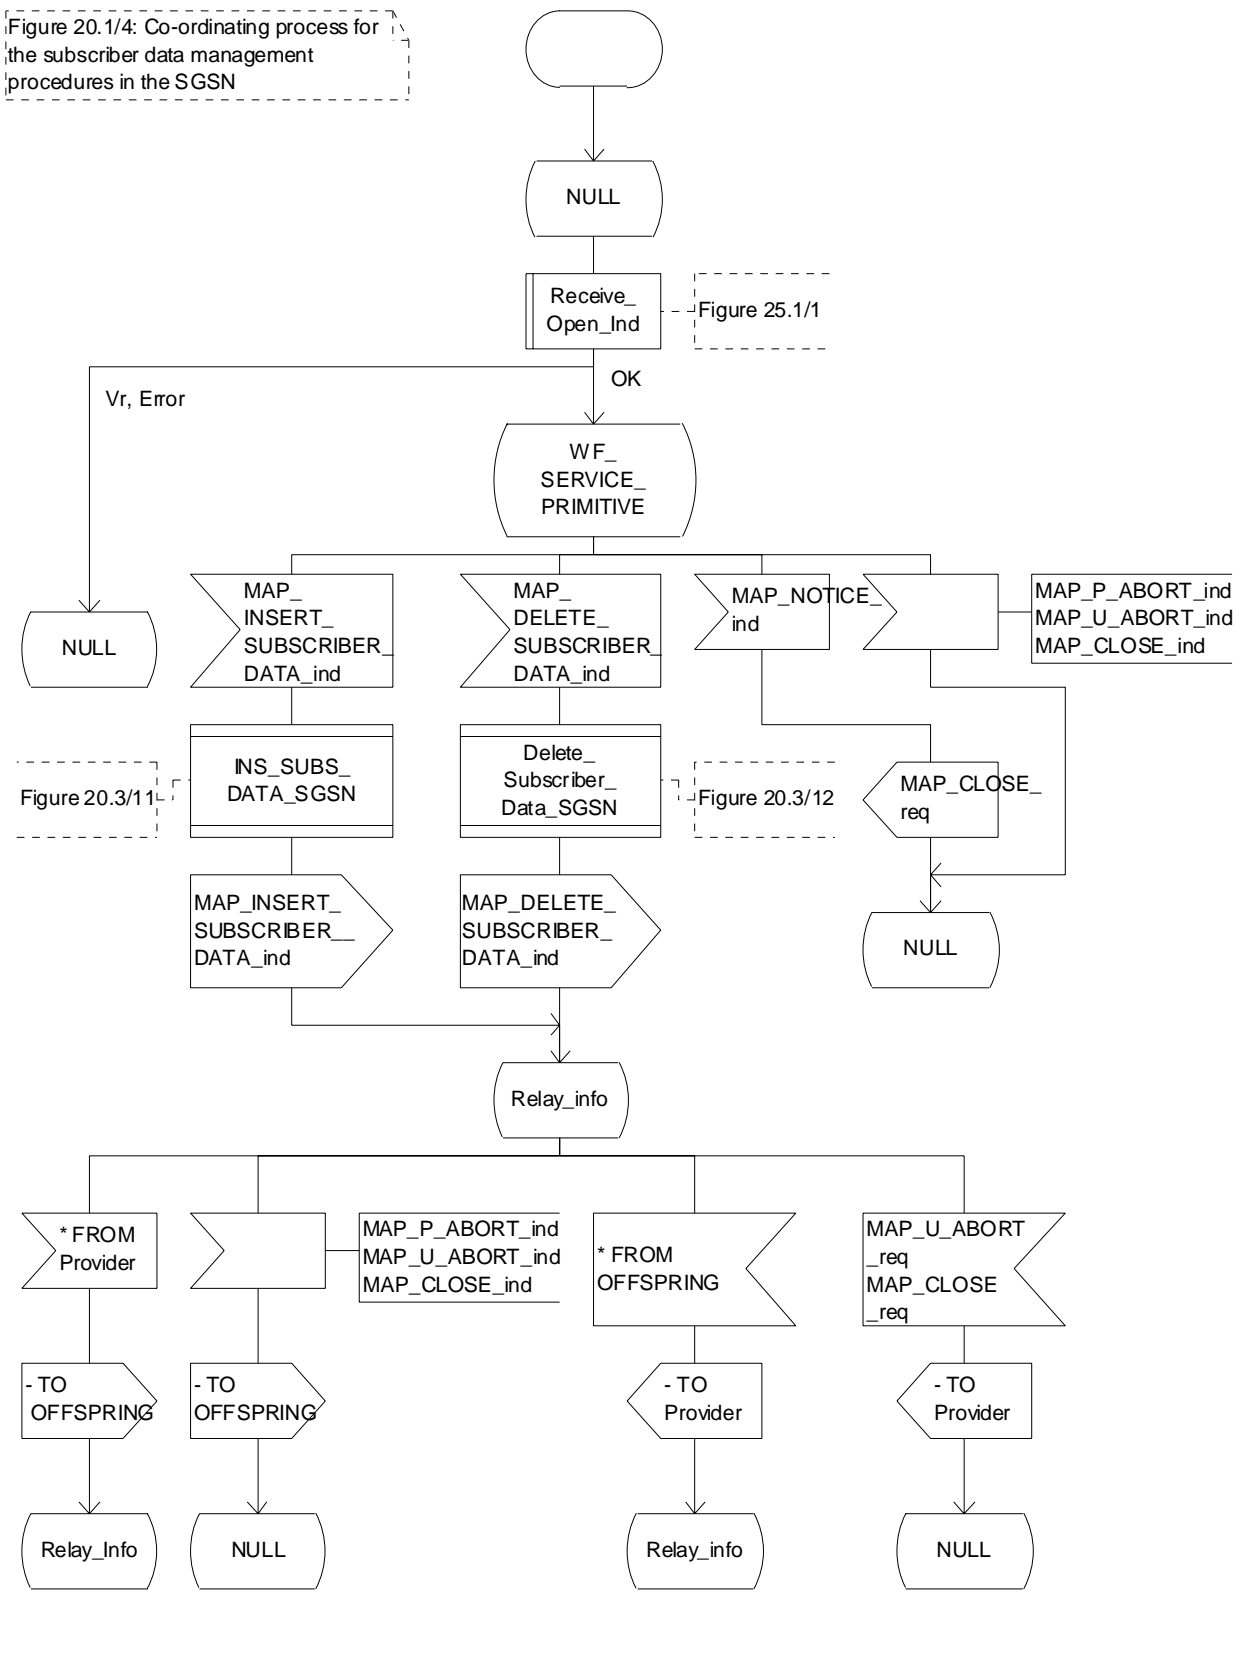 Figure 20.1/4: Co-ordinating process for
the subscriber data management
procedures in the SGSN
NULL
Receive_
Open_Ind
Figure 25.1/1
OK
Vr, Error
WF_
SERVICE_
PRIMITIVE
MAP_
INSERT_
SUBSCRIBER_
DATA_ind
MAP_
DELETE_
SUBSCRIBER_
DATA_ind
MAP_NOTICE_
ind
MAP_P_ABORT_ind
MAP_U_ABORT_ind
MAP_CLOSE_ind
NULL
Figure 20.3/11
INS_SUBS_
DATA_SGSN
Delete_
Subscriber_
Data_SGSN
Figure 20.3/12
MAP_CLOSE_
req
MAP_INSERT_
SUBSCRIBER__
DATA_ind
MAP_DELETE_
SUBSCRIBER_
DATA_ind
NULL
Relay_info
* FROM
Provider
MAP_P_ABORT_ind
MAP_U_ABORT_ind
MAP_CLOSE_ind
* FROM
OFFSPRING
MAP_U_ABORT
_req
MAP_CLOSE
_req
- TO
OFFSPRING
- TO
OFFSPRING
- TO
Provider
- TO
Provider
Relay_Info
NULL
Relay_info
NULL